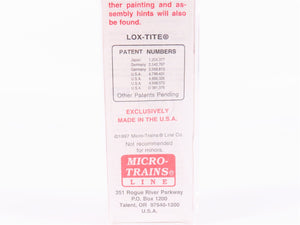 ther painting and as-
sembly hints will also
be found.
LOX-TITE®
PATENT NUMBERS
Japan
Germany
Germany
U.S.A.
U.S.A.
U.S.A.
U.S.A.
Other Patents Pending
EXCLUSIVELY
MADE IN THE U.S.A.
©1997 Micro-Trains® Line Co.
Not recommended
for minors.
MICRO-
TRAINS®
LINE
351 Rogue River Parkway
P.O. Box 1200
Talent, OR 97540-1200
U.S.A.